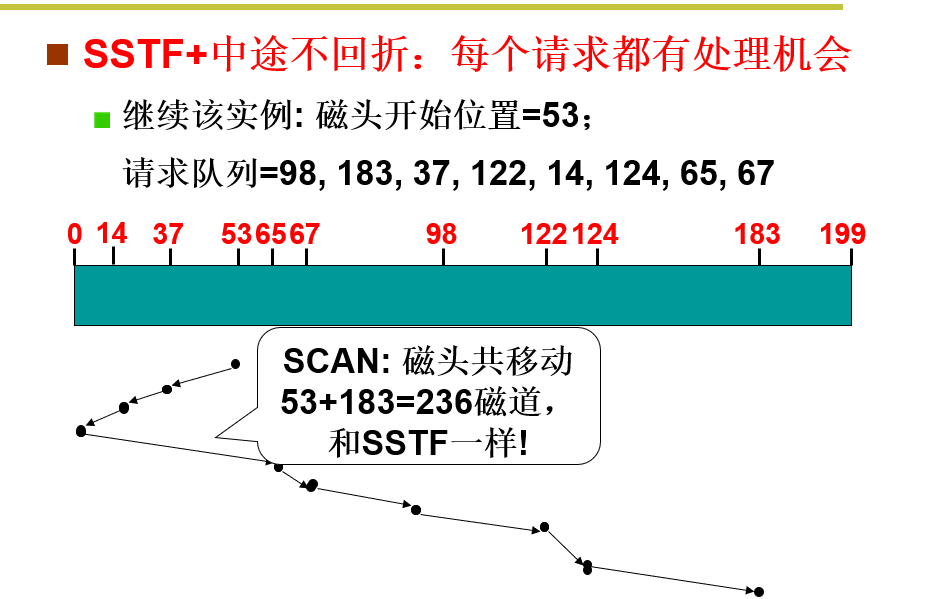 SSTF+中途不回折：每个请求都有处理机会
继续该实例: 磁头开始位置=53；
请求队列=98, 183, 37, 122, 14, 124, 65, 67
0 14 37 53 65 67 98 122 124 183 199
SCAN: 磁头共移动
53+183=236磁道，
和SSTF一样!